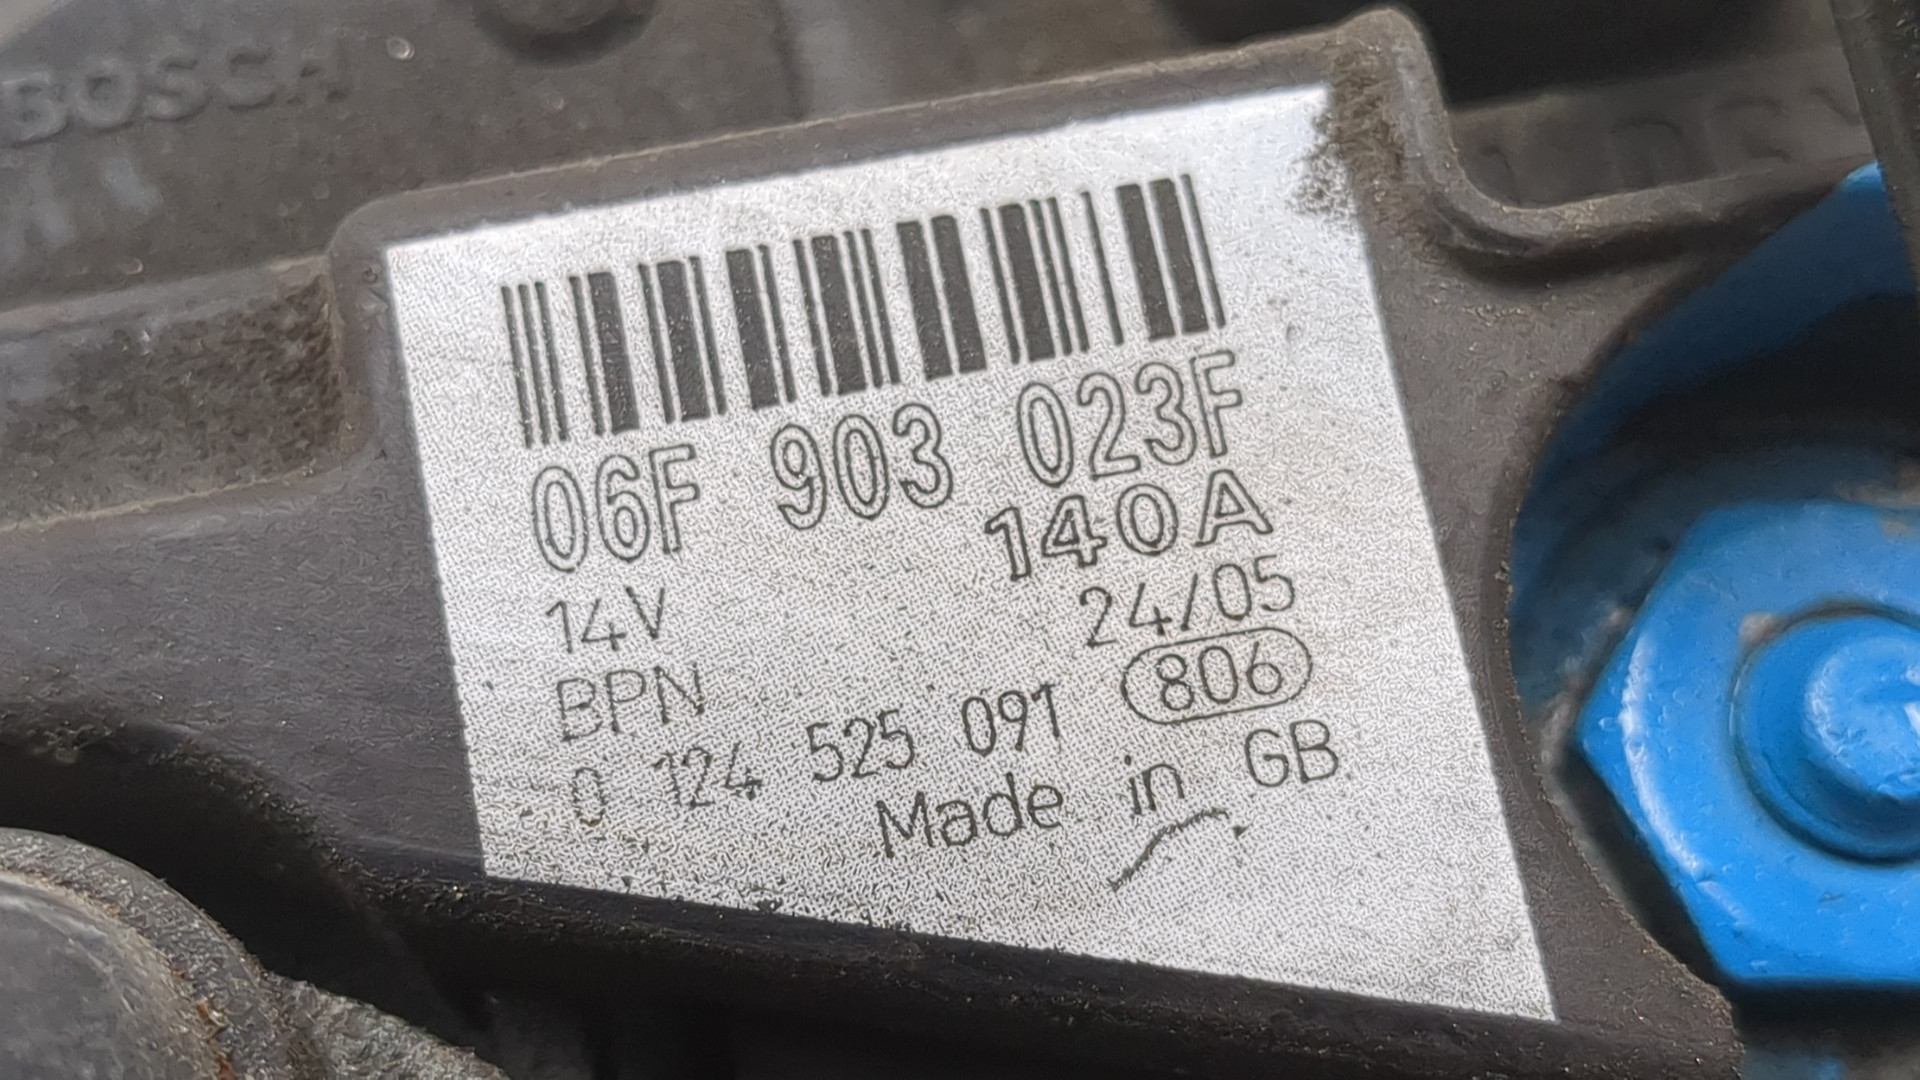 BOSCH
06F 903 023F
140A
14V 24/05
BPN 806
0 124 525 091
Made in GB